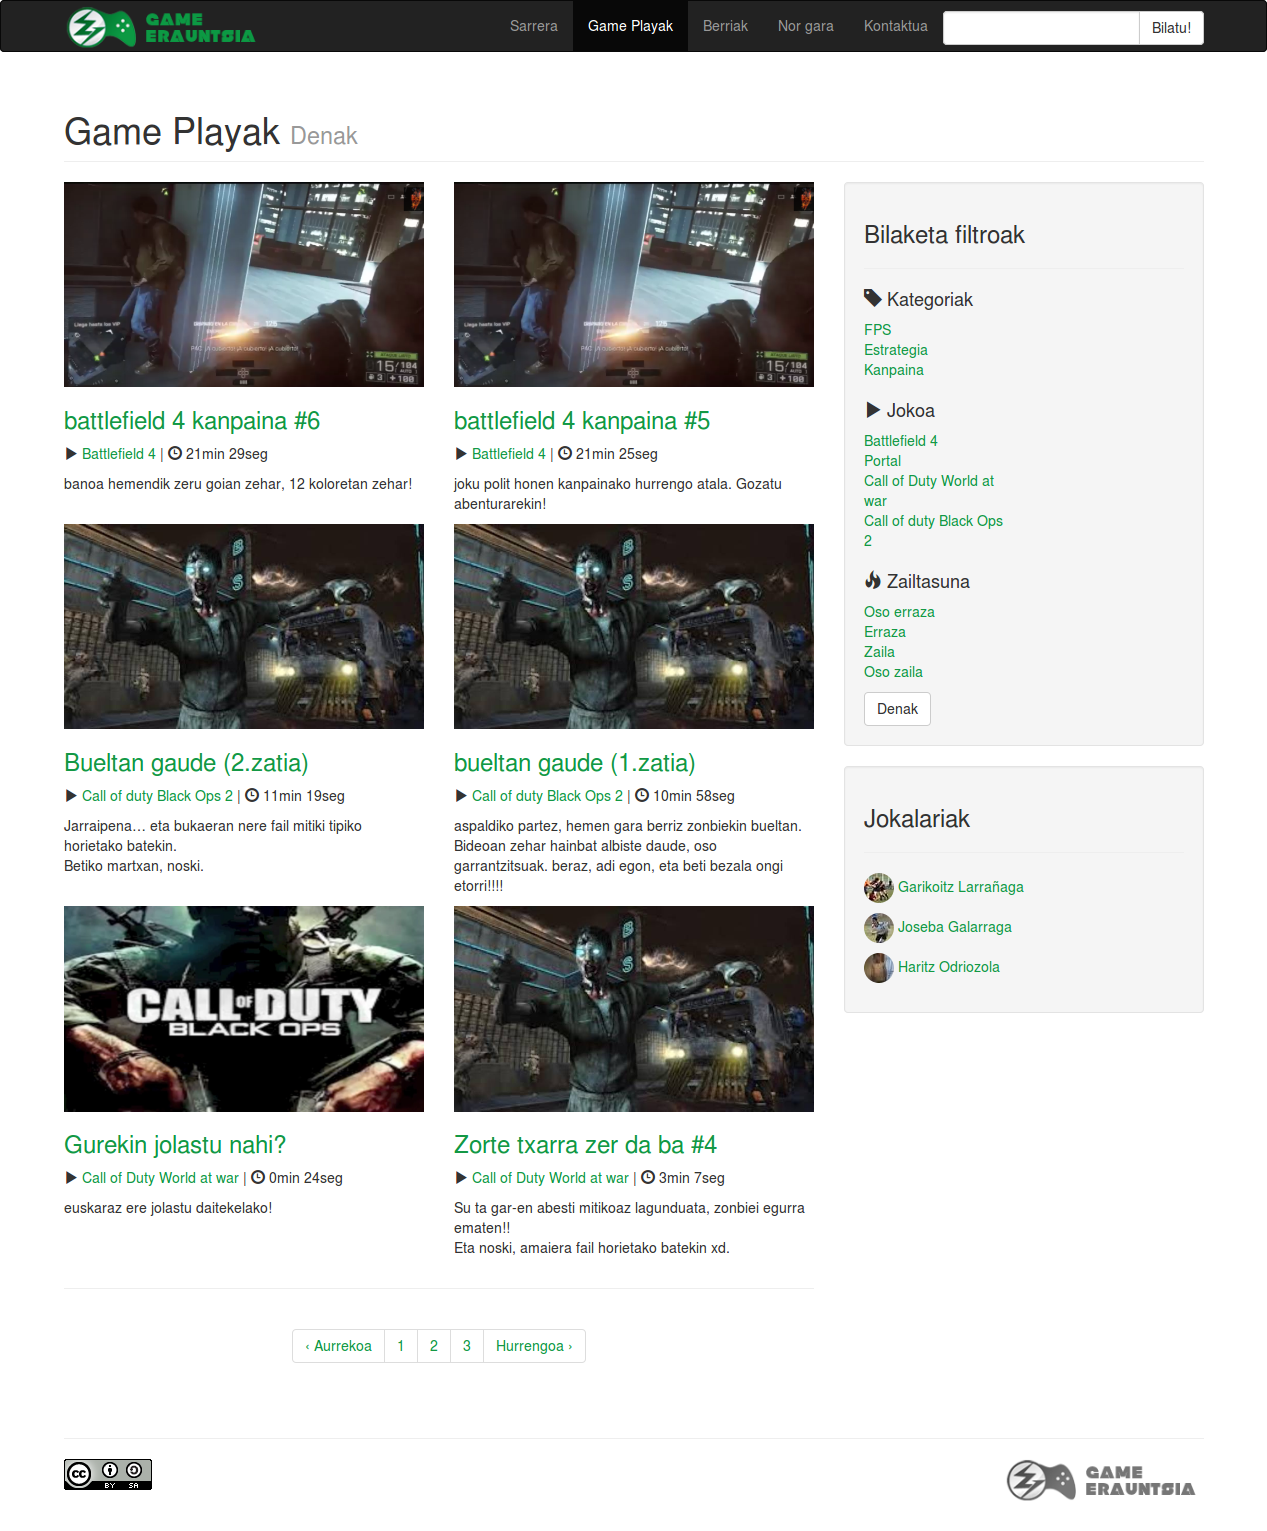 GAME
ERAUNTSIA
Sarrera
Game Playak
Berriak
Nor gara
Kontaktua
Bilatu!
Game Playak Denak
battlefield 4 kanpaina #6
Battlefield 4 | 21min 29seg
banoa hemendik zeru goian zehar, 12 koloretan zehar!
battlefield 4 kanpaina #5
Battlefield 4 | 21min 25seg
joku polit honen kanpainako hurrengo atala. Gozatu
abenturarekin!
Bueltan gaude (2.zatia)
Call of duty Black Ops 2 | 11min 19seg
Jarraipena... eta bukaeran nere fail mitiki tipiko
horietako batekin.
Betiko martxan, noski.
bueltan gaude (1.zatia)
Call of duty Black Ops 2 | 10min 58seg
aspaldiko partez, hemen gara berriz zonbiekin bueltan.
Bideoan zehar hainbat albiste daude, oso
garrantzitsuak. beraz, adi egon, eta beti bezala ongi
etorri!!!!
CALL OF DUTY
BLACK OPS
Gurekin jolastu nahi?
Call of Duty World at war | 0min 24seg
euskaraz ere jolastu daitekelako!
Zorte txarra zer da ba #4
Call of Duty World at war | 3min 7seg
Su ta gar-en abesti mitikoaz lagunduata, zonbiei egurra
ematen!!
Eta noski, amaiera fail horietako batekin xd.
‹ Aurrekoa
1
2
3
Hurrengoa ›
Bilaketa filtroak
Kategoriak
FPS
Estrategia
Kanpaina
Jokoa
Battlefield 4
Portal
Call of Duty World at
war
Call of duty Black Ops
2
Zailtasuna
Oso erraza
Erraza
Zaila
Oso zaila
Denak
Jokalariak
Garikoitz Larrañaga
Joseba Galarraga
Haritz Odriozola
CC BY SA
GAME
ERAUNTSIA